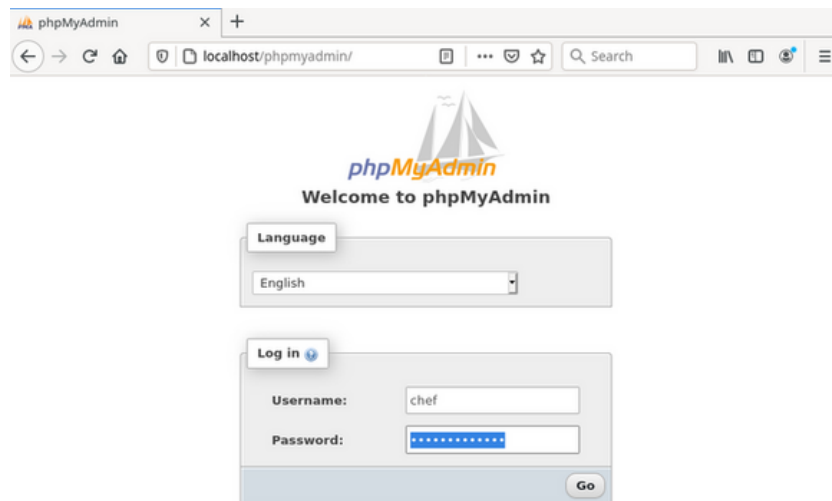 phpMyAdmin
localhost/phpmyadmin/
Search
phpMyAdmin
Welcome to phpMyAdmin
Language
English
Log in
Username: chef
Password: •••••••••••••
Go